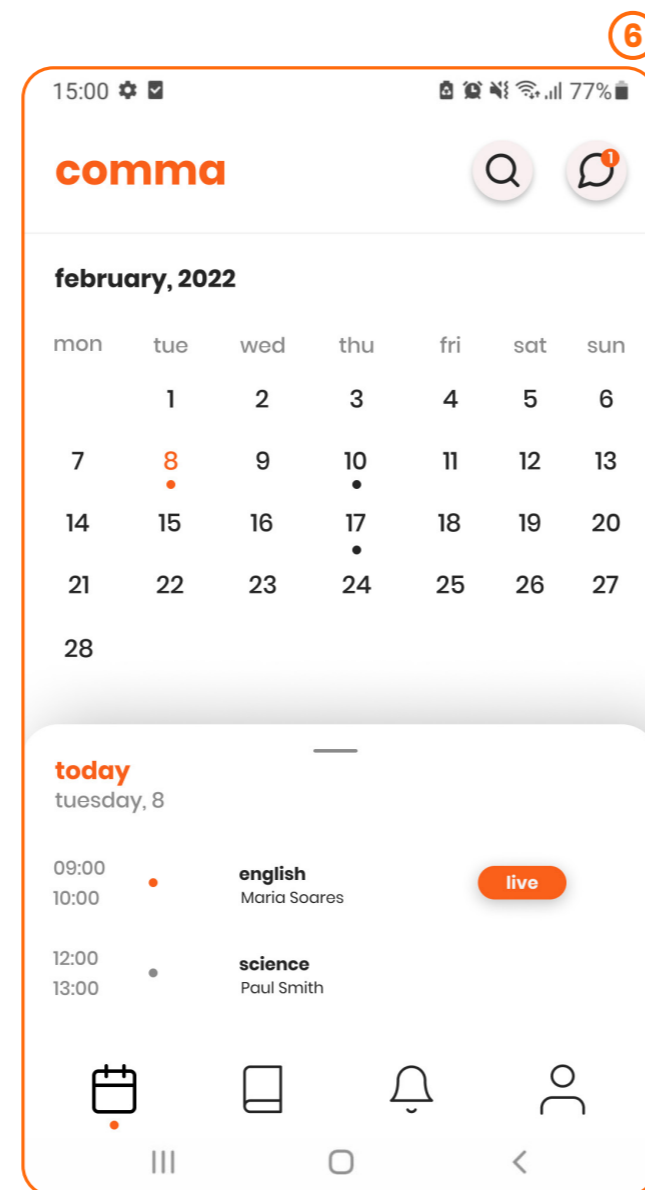 6
15:00 77%
comma
1
february, 2022
mon tue wed thu fri sat sun
1 2 3 4 5 6
7 8 9 10 11 12 13
14 15 16 17 18 19 20
21 22 23 24 25 26 27
28
today
tuesday, 8
09:00
10:00
english
Maria Soares
live
12:00
13:00
science
Paul Smith